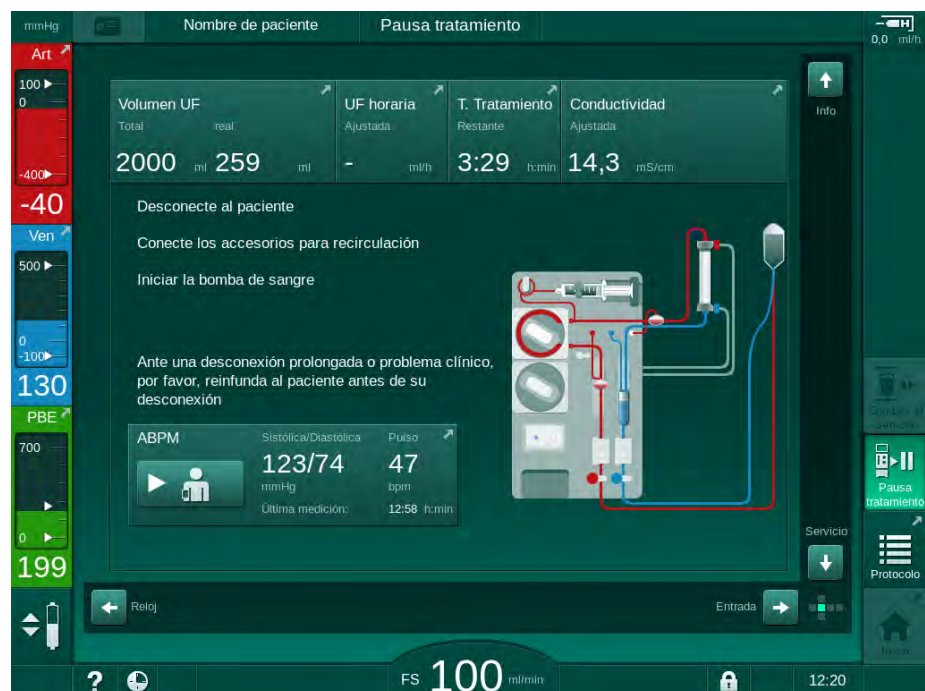 mmHg
Nombre de paciente
Pausa tratamiento
0,0 ml/h
Art
100
0
-400
-40
Ven
500
0
-100
130
PBE
700
0
199
Volumen UF
Total real
2000 ml 259 ml
UF horaria
Ajustada
- ml/h
T. Tratamiento
Restante
3:29 h:min
Conductividad
Ajustada
14,3 mS/cm
Info
Desconecte al paciente
Conecte los accesorios para recirculación
Iniciar la bomba de sangre
Ante una desconexión prolongada o problema clínico,
por favor, reinfunda al paciente antes de su
desconexión
ABPM
Sistólica/Diastólica Pulso
123/74 47
mmHg bpm
Última medición: 12:58 h:min
Servicio
Reloj
Entrada
Pausa
tratamiento
Protocolo
Inicio
?
FS 100 ml/min
12:20